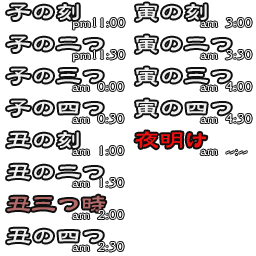 子の刻
pm11:00
子の二つ
pm11:30
子の三つ
am 0:00
子の四つ
am 0:30
丑の刻
am 1:00
丑の二つ
am 1:30
丑三つ時
am 2:00
丑の四つ
am 2:30
寅の刻
am 3:00
寅の二つ
am 3:30
寅の三つ
am 4:00
寅の四つ
am 4:30
夜明け
am --:--